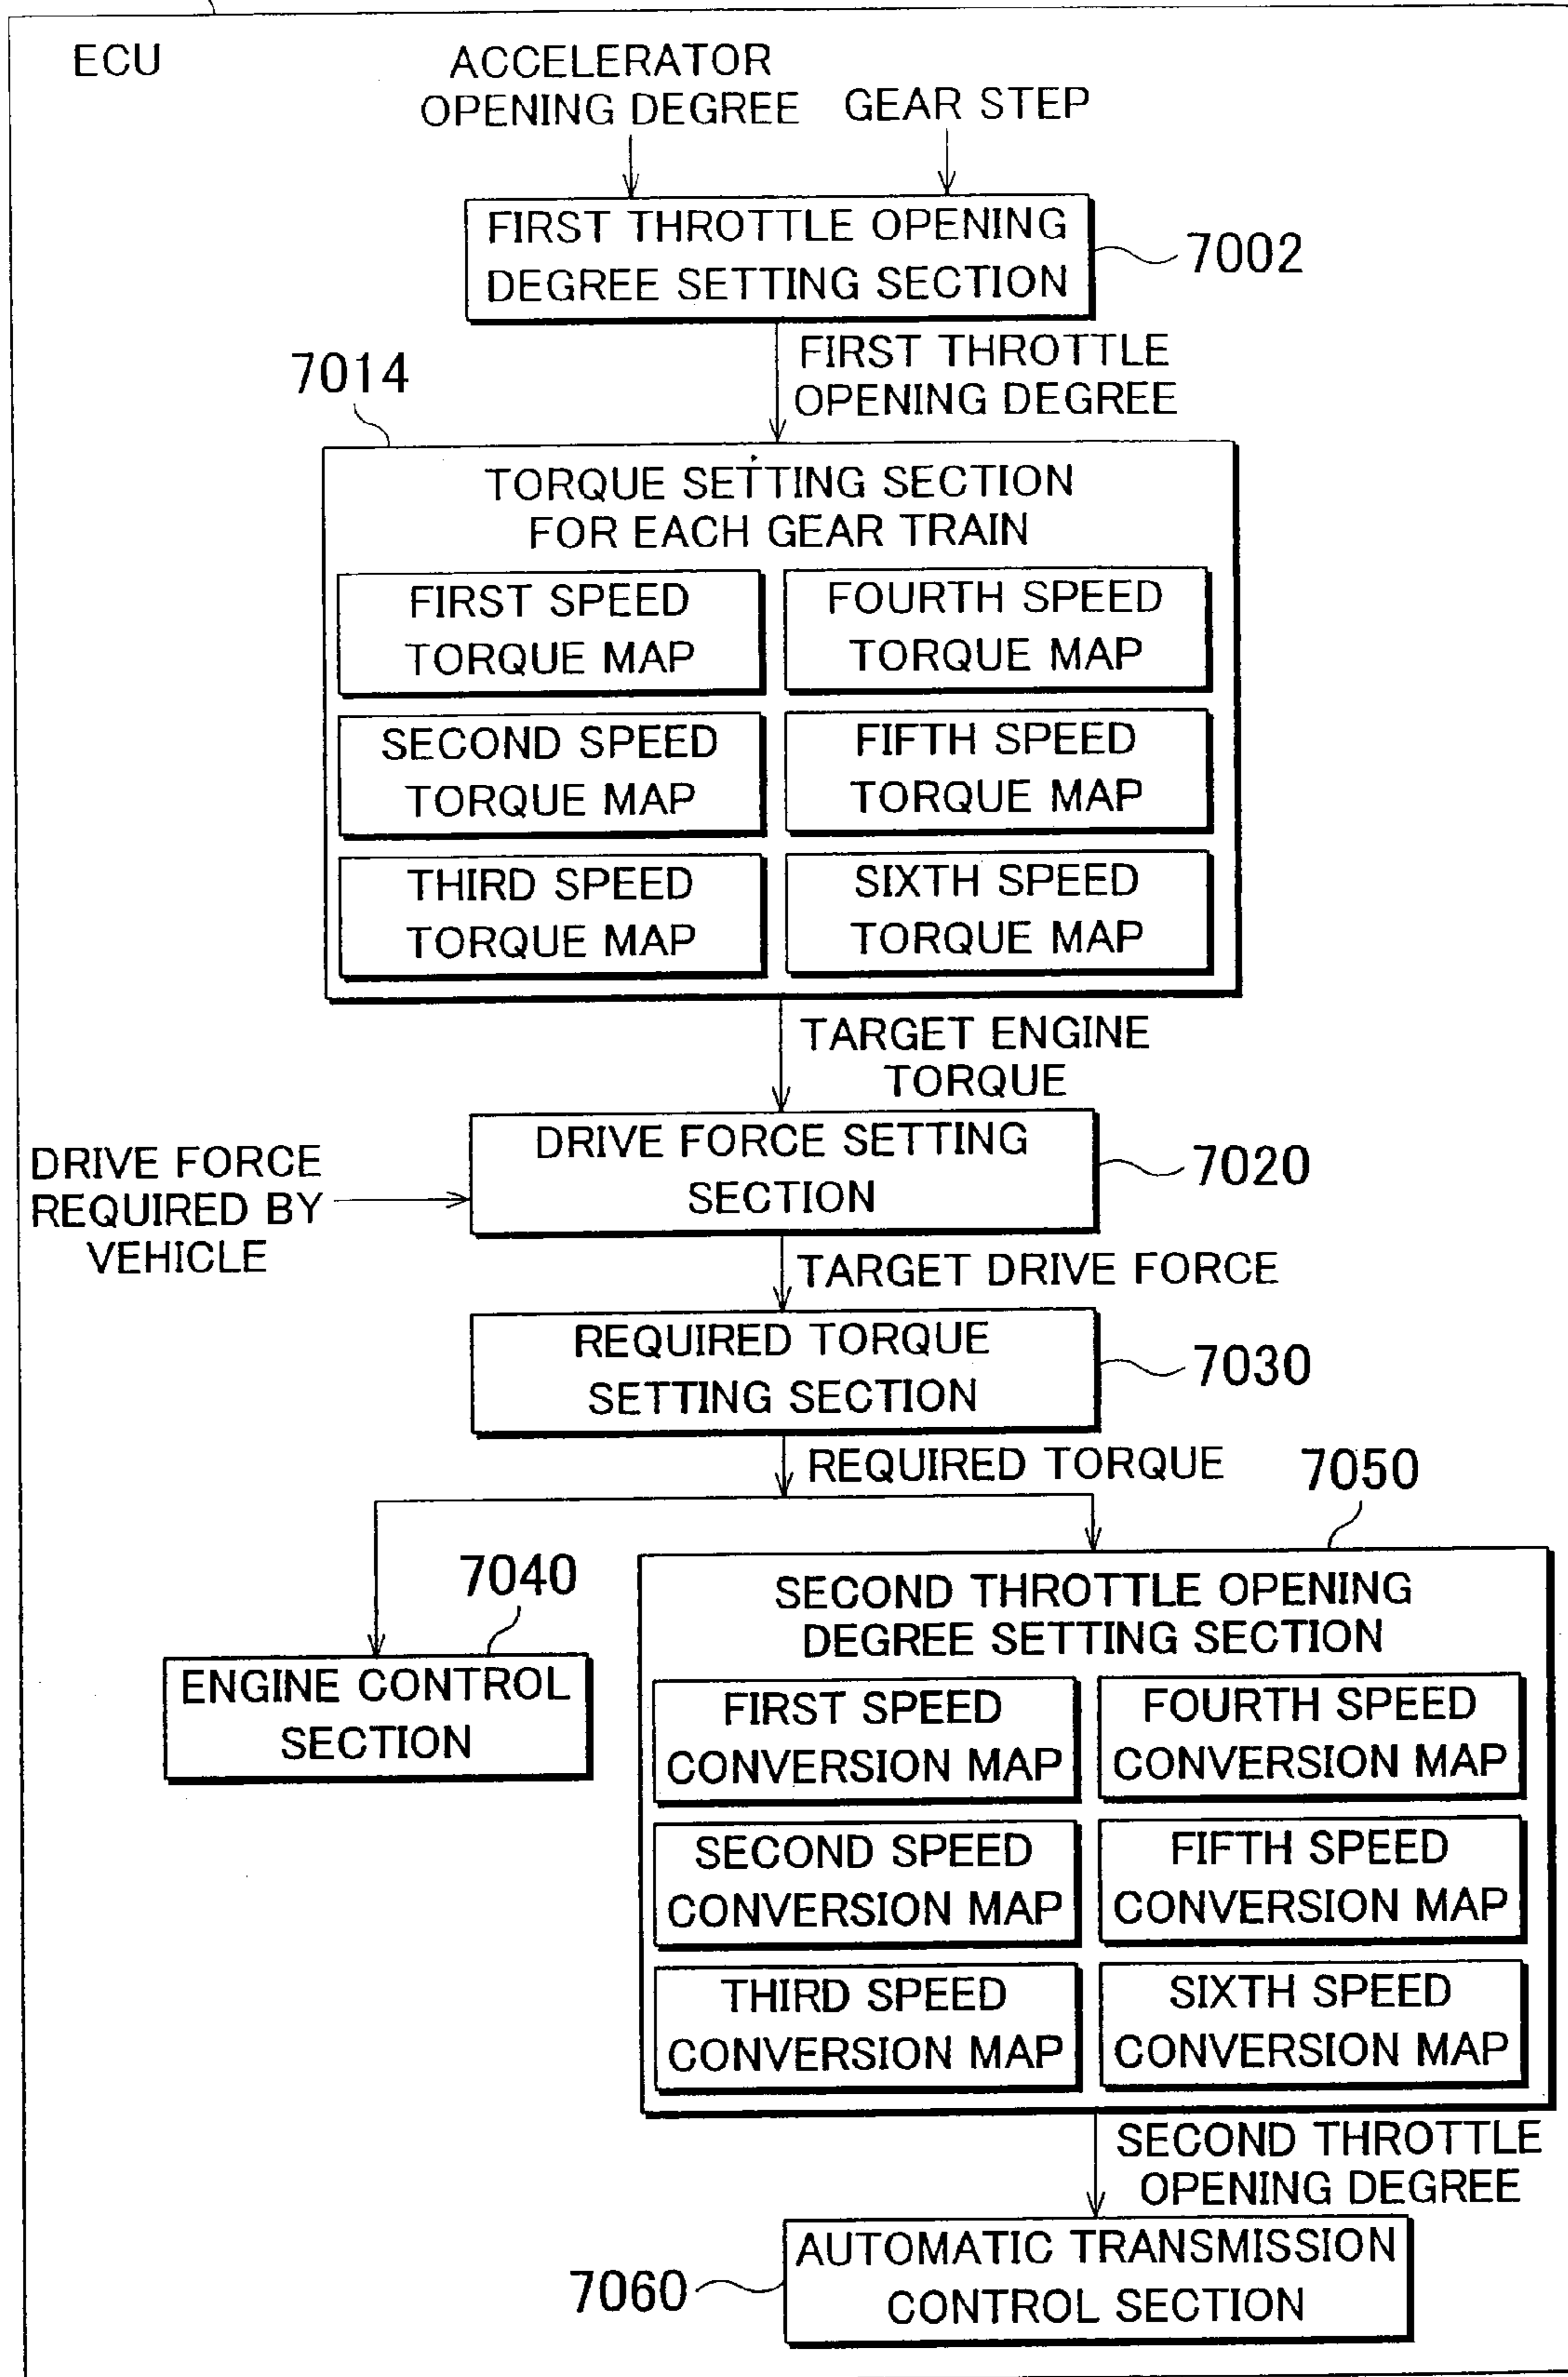 ECU
ACCELERATOR
OPENING DEGREE
GEAR STEP
FIRST THROTTLE OPENING
DEGREE SETTING SECTION
7002
FIRST THROTTLE
OPENING DEGREE
7014
TORQUE SETTING SECTION
FOR EACH GEAR TRAIN
FIRST SPEED
TORQUE MAP
FOURTH SPEED
TORQUE MAP
SECOND SPEED
TORQUE MAP
FIFTH SPEED
TORQUE MAP
THIRD SPEED
TORQUE MAP
SIXTH SPEED
TORQUE MAP
TARGET ENGINE
TORQUE
DRIVE FORCE
REQUIRED BY
VEHICLE
DRIVE FORCE SETTING
SECTION
7020
TARGET DRIVE FORCE
REQUIRED TORQUE
SETTING SECTION
7030
REQUIRED TORQUE
7040
ENGINE CONTROL
SECTION
7050
SECOND THROTTLE OPENING
DEGREE SETTING SECTION
FIRST SPEED
CONVERSION MAP
FOURTH SPEED
CONVERSION MAP
SECOND SPEED
CONVERSION MAP
FIFTH SPEED
CONVERSION MAP
THIRD SPEED
CONVERSION MAP
SIXTH SPEED
CONVERSION MAP
SECOND THROTTLE
OPENING DEGREE
7060
AUTOMATIC TRANSMISSION
CONTROL SECTION